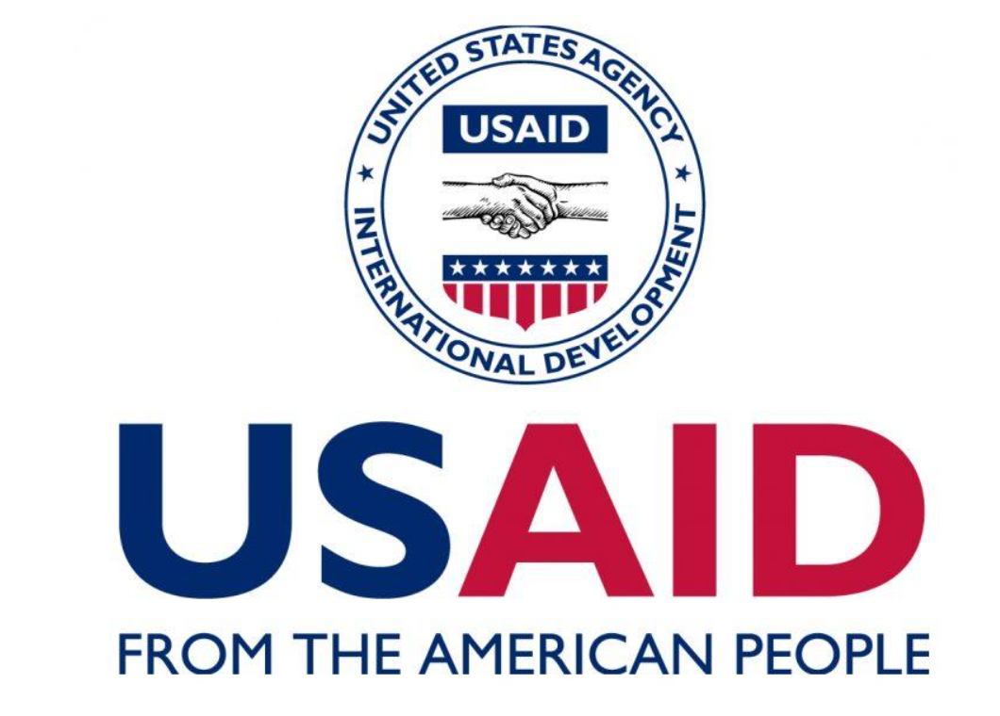 UNITED STATES AGENCY
USAID
INTERNATIONAL DEVELOPMENT
USAID
FROM THE AMERICAN PEOPLE